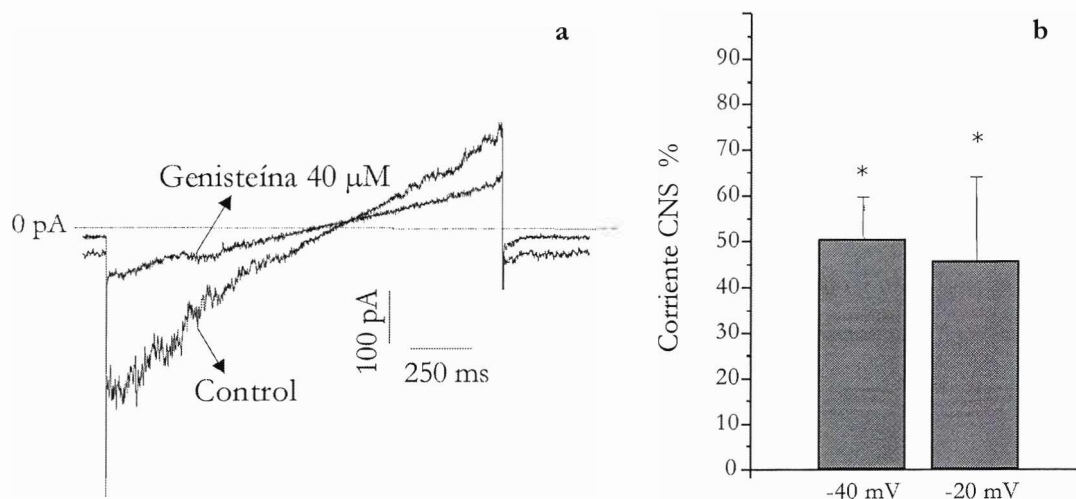 a
Genisteína 40 µM
0 pA
100 pA
250 ms
Control
b
Corriente CNS %
90
80
70
60
50
40
30
20
10
0
*
*
-40 mV
-20 mV